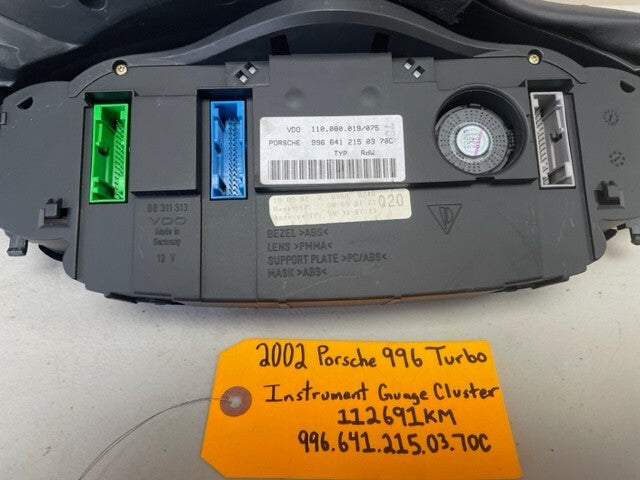 VDO 110.080.019/075
PORSCHE 996 641 215 03 70C
TYP RdW
Q20
88 311 313
VDO
Made in
Germany
12 V
BEZEL >ABS<
LENS >PMMA<
SUPPORT PLATE >PC/ABS<
MASK >ABS<
2002 Porsche 996 Turbo
Instrument Guage Cluster
112691KM
996.641.215.03.70C